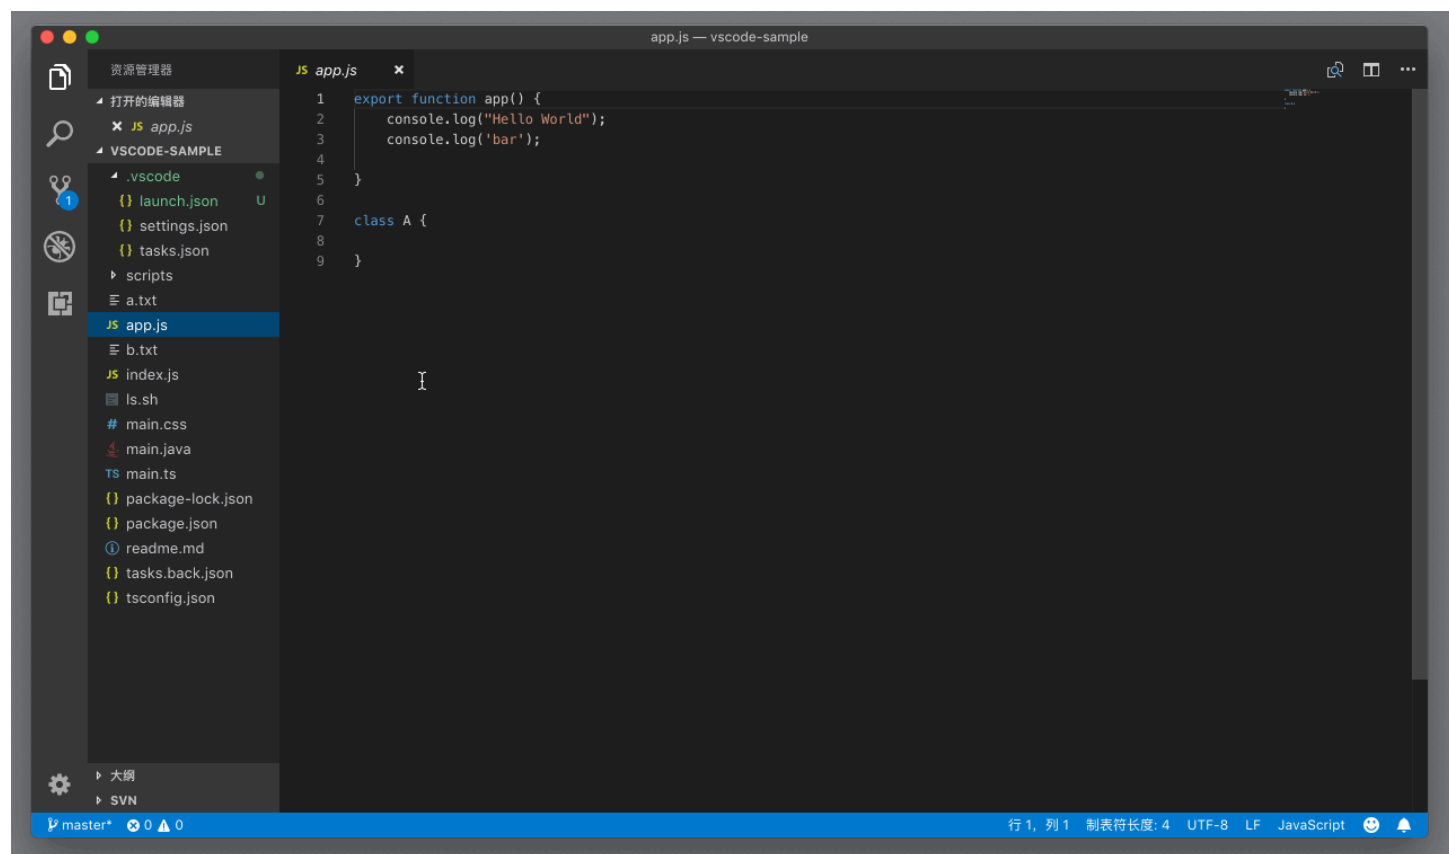 app.js — vscode-sample
资源管理器
打开的编辑器
JS app.js
VSCODE-SAMPLE
.vscode
{} launch.json U
{} settings.json
{} tasks.json
scripts
a.txt
JS app.js
b.txt
JS index.js
ls.sh
# main.css
main.java
TS main.ts
{} package-lock.json
{} package.json
readme.md
{} tasks.back.json
{} tsconfig.json
大纲
SVN
1
JS app.js
1 export function app() {
2 console.log("Hello World");
3 console.log('bar');
4
5 }
6
7 class A {
8
9 }
master* 0 0
行 1, 列 1 制表符长度: 4 UTF-8 LF JavaScript